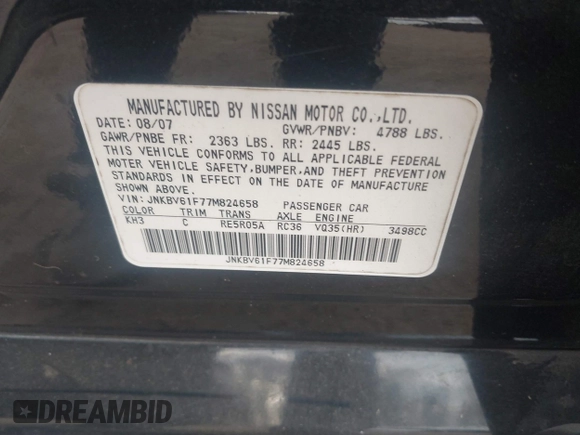 MANUFACTURED BY NISSAN MOTOR CO.,LTD.
DATE: 08/07 GVWR/PNBV: 4788 LBS.
GAWR/PNBE FR: 2363 LBS. RR: 2445 LBS.
THIS VEHICLE CONFORMS TO ALL APPLICABLE FEDERAL
MOTOR VEHICLE SAFETY,BUMPER,AND THEFT PREVENTION
STANDARDS IN EFFECT ON THE DATE OF MANUFACTURE
SHOWN ABOVE.
VIN: JNKBV61F77M824658 PASSENGER CAR
COLOR TRIM TRANS AXLE ENGINE
KH3 C RE5R05A RC36 VQ35(HR) 3498CC
JNKBV61F77M824658
DREAMBID